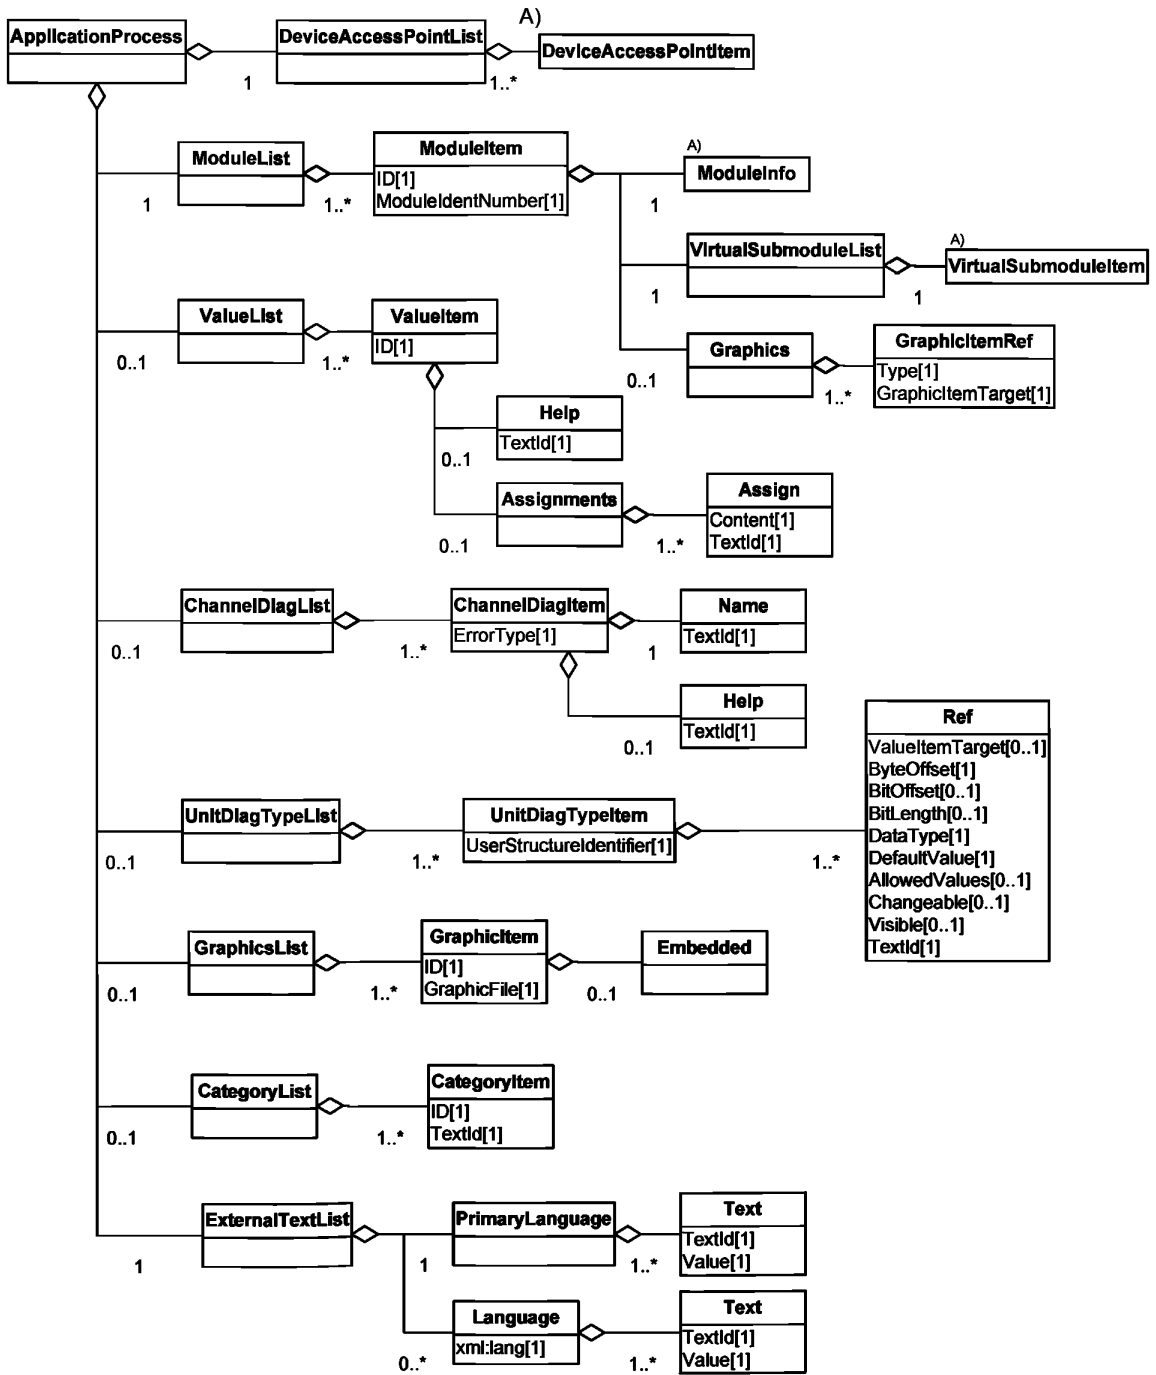 A)
ApplicationProcess
DeviceAccessPointList
DeviceAccessPointItem
1
1..*
ModuleList
ModuleItem
ID[1]
ModuleIdentNumber[1]
A)
ModuleInfo
1
1..*
1
VirtualSubmoduleList
A)
VirtualSubmoduleItem
1
1
ValueList
ValueItem
ID[1]
0..1
1..*
Graphics
GraphicItemRef
Type[1]
GraphicItemTarget[1]
0..1
1..*
Help
TextId[1]
0..1
Assignments
Assign
Content[1]
TextId[1]
0..1
1..*
ChannelDiagList
ChannelDiagItem
ErrorType[1]
Name
TextId[1]
0..1
1..*
1
Help
TextId[1]
0..1
Ref
ValueItemTarget[0..1]
ByteOffset[1]
BitOffset[0..1]
BitLength[0..1]
DataType[1]
DefaultValue[1]
AllowedValues[0..1]
Changeable[0..1]
Visible[0..1]
TextId[1]
UnitDiagTypeList
UnitDiagTypeItem
UserStructureIdentifier[1]
0..1
1..*
1..*
GraphicsList
GraphicItem
ID[1]
GraphicFile[1]
Embedded
0..1
1..*
0..1
CategoryList
CategoryItem
ID[1]
TextId[1]
0..1
1..*
ExternalTextList
PrimaryLanguage
Text
TextId[1]
Value[1]
1
1
1..*
Language
xml:lang[1]
Text
TextId[1]
Value[1]
0..*
1..*